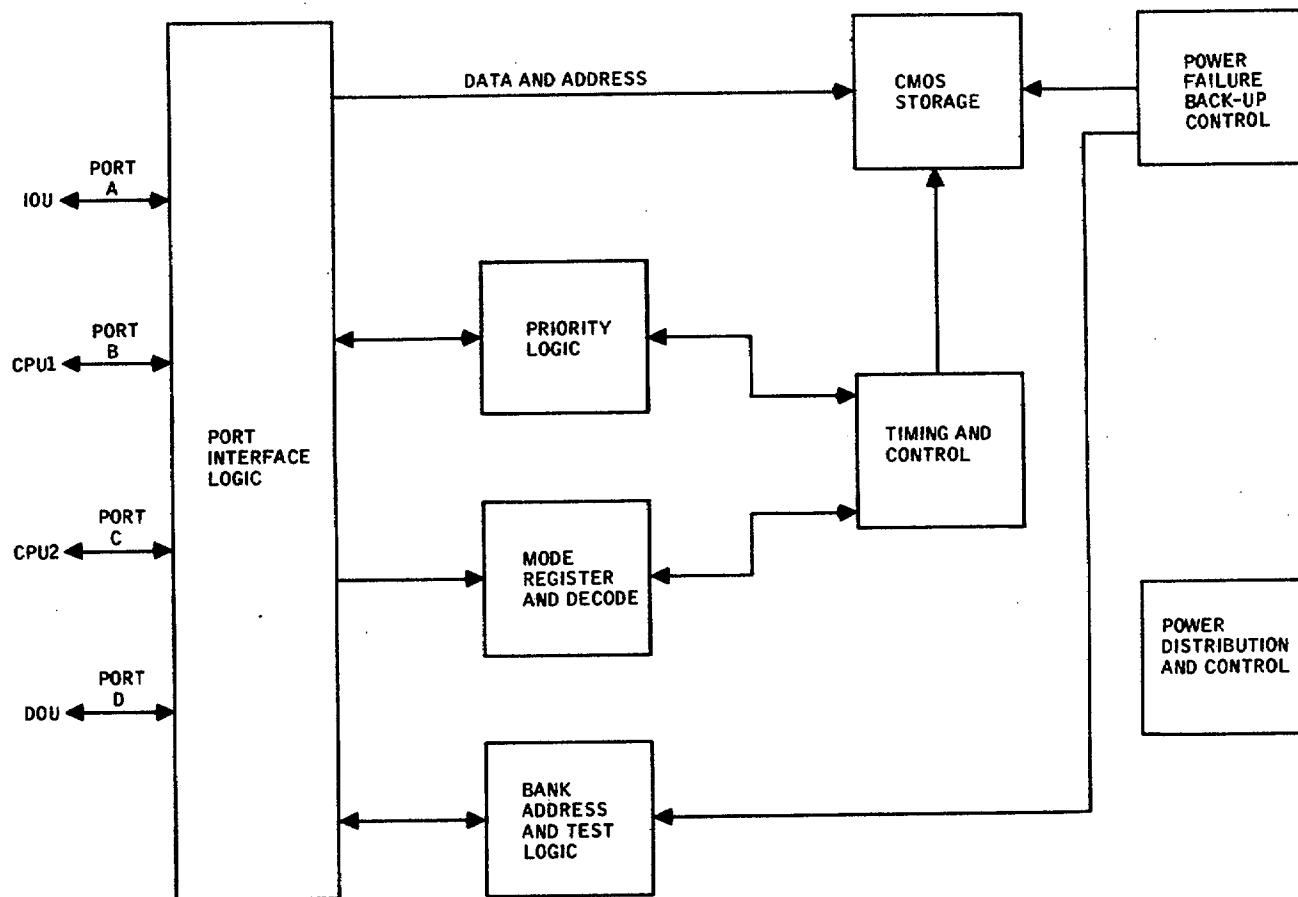 DATA AND ADDRESS
CMOS
STORAGE
POWER
FAILURE
BACK-UP
CONTROL
PORT
A
IOU
PORT
B
CPU1
PRIORITY
LOGIC
PORT
INTERFACE
LOGIC
TIMING AND
CONTROL
PORT
C
CPU2
MODE
REGISTER
AND DECODE
POWER
DISTRIBUTION
AND CONTROL
PORT
D
DOU
BANK
ADDRESS
AND TEST
LOGIC